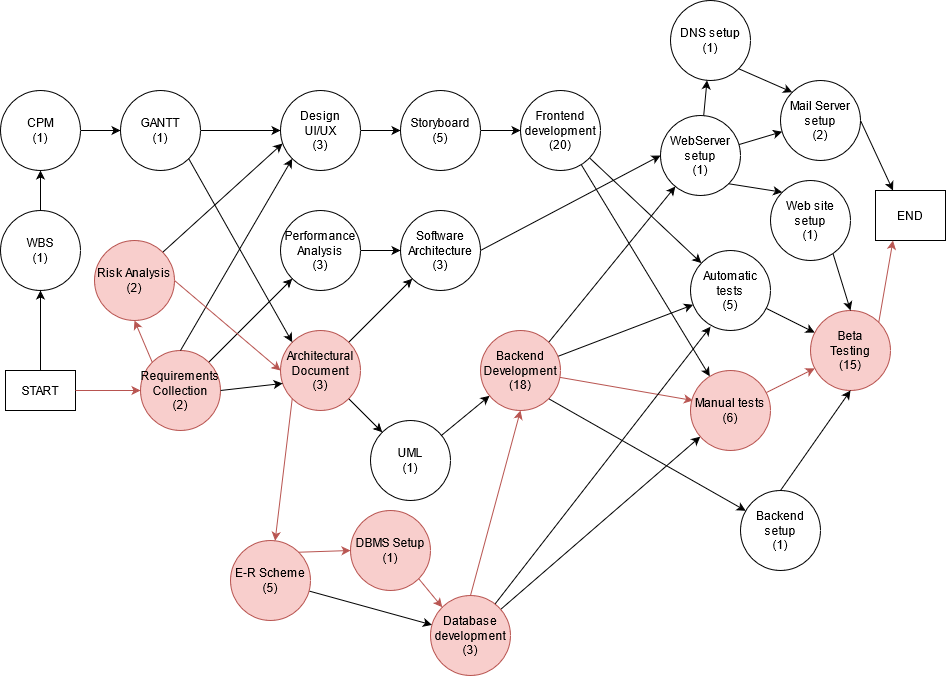 DNS setup
(1)
CPM
(1)
GANTT
(1)
Design
UI/UX
(3)
Storyboard
(5)
Frontend
development
(20)
Mail Server
setup
(2)
WebServer
setup
(1)
WBS
(1)
Performance
Analysis
(3)
Software
Architecture
(3)
Web site
setup
(1)
END
Risk Analysis
(2)
Automatic
tests
(5)
START
Requirements
Collection
(2)
Architectural
Document
(3)
Backend
Development
(18)
Beta
Testing
(15)
Manual tests
(6)
UML
(1)
Backend
setup
(1)
DBMS Setup
(1)
E-R Scheme
(5)
Database
development
(3)